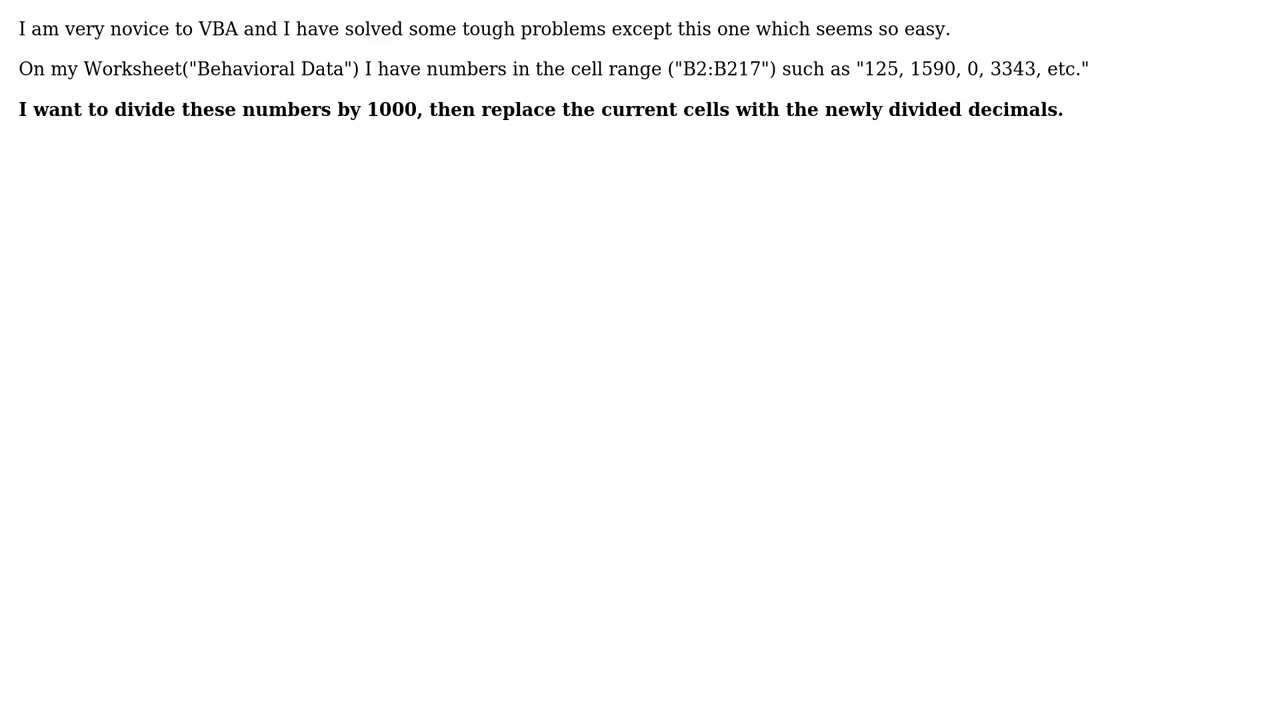 I am very novice to VBA and I have solved some tough problems except this one which seems so easy.
On my Worksheet("Behavioral Data") I have numbers in the cell range ("B2:B217") such as "125, 1590, 0, 3343, etc."
I want to divide these numbers by 1000, then replace the current cells with the newly divided decimals.